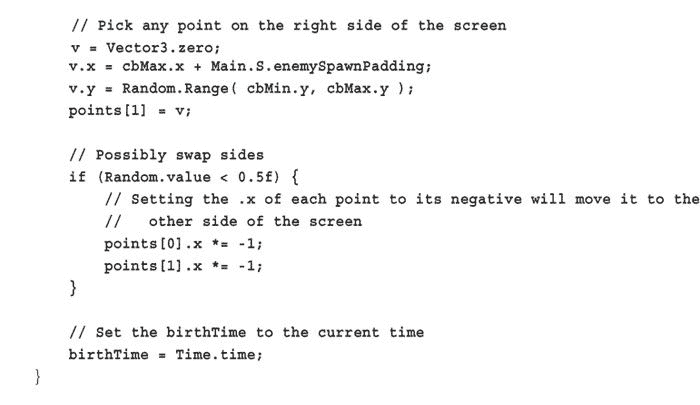 // Pick any point on the right side of the screen
v = Vector3.zero;
v.x = cbMax.x + Main.S.enemySpawnPadding;
v.y = Random.Range( cbMin.y, cbMax.y );
points[1] = v;
// Possibly swap sides
if (Random.value < 0.5f) {
// Setting the .x of each point to its negative will move it to the
//   other side of the screen
points[0].x *= -1;
points[1].x *= -1;
}
// Set the birthTime to the current time
birthTime = Time.time;
}